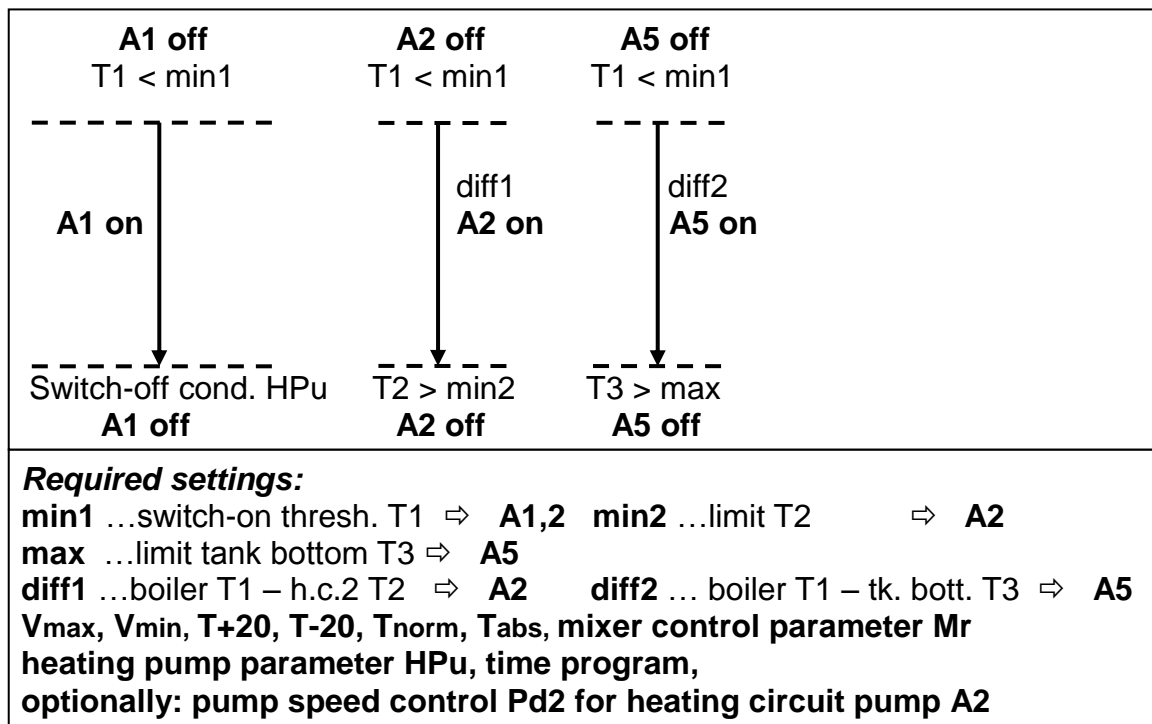 A1 off A2 off A5 off
T1 < min1 T1 < min1 T1 < min1
diff1 diff2
A1 on A2 on A5 on
Switch-off cond. HPu T2 > min2 T3 > max
A1 off A2 off A5 off
Required settings:
min1 …switch-on thresh. T1 ⇨ A1,2 min2 …limit T2 ⇨ A2
max …limit tank bottom T3 ⇨ A5
diff1 …boiler T1 – h.c.2 T2 ⇨ A2 diff2 … boiler T1 – tk. bott. T3 ⇨ A5
Vmax, Vmin, T+20, T-20, Tnorm, Tabs, mixer control parameter Mr
heating pump parameter HPu, time program,
optionally: pump speed control Pd2 for heating circuit pump A2